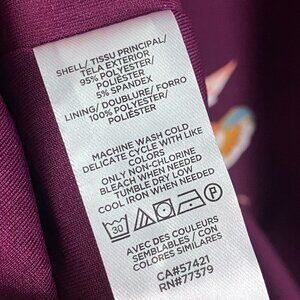 SHELL/ TISSU PRINCIPAL/
TELA EXTERIOR
95% POLYESTER/
POLIÉSTER
5% SPANDEX
LINING/ DOUBLURE/ FORRO
100% POLYESTER/
POLIÉSTER
MACHINE WASH COLD
DELICATE CYCLE WITH LIKE
COLORS
ONLY NON-CHLORINE
BLEACH WHEN NEEDED
TUMBLE DRY LOW
COOL IRON WHEN NEEDED
30 P
AVEC DES COULEURS
SEMBLABLES / CON
COLORES SIMILARES
CA#57421
RN#77379